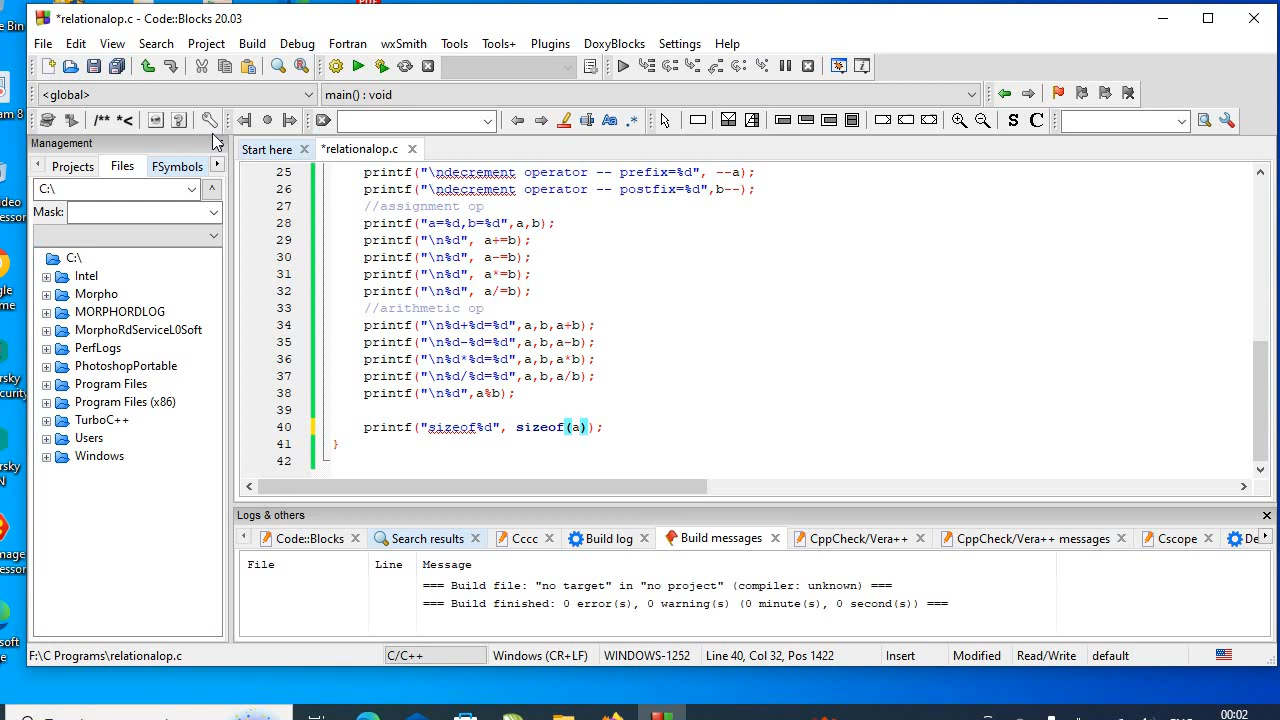 *relationalop.c - Code::Blocks 20.03
File Edit View Search Project Build Debug Fortran wxSmith Tools Tools+ Plugins DoxyBlocks Settings Help
<global> main() : void
/** *< Aa .* S C
Management
Start here *relationalop.c
Projects Files FSymbols
C:\
Mask:
C:\
Intel
Morpho
MORPHORDLOG
MorphoRdServiceL0Soft
PerfLogs
PhotoshopPortable
Program Files
Program Files (x86)
TurboC++
Users
Windows
25 printf("\ndecrement operator -- prefix=%d", --a);
26 printf("\ndecrement operator -- postfix=%d",b--);
27 //assignment op
28 printf("a=%d,b=%d",a,b);
29 printf("\n%d", a+=b);
30 printf("\n%d", a-=b);
31 printf("\n%d", a*=b);
32 printf("\n%d", a/=b);
33 //arithmetic op
34 printf("\n%d+%d=%d",a,b,a+b);
35 printf("\n%d-%d=%d",a,b,a-b);
36 printf("\n%d*%d=%d",a,b,a*b);
37 printf("\n%d/%d=%d",a,b,a/b);
38 printf("\n%d",a%b);
39
40 printf("sizeof%d", sizeof(a));
41 }
42
Logs & others
Code::Blocks Search results Cccc Build log Build messages CppCheck/Vera++ CppCheck/Vera++ messages Cscope De
File Line Message
=== Build file: "no target" in "no project" (compiler: unknown) ===
=== Build finished: 0 error(s), 0 warning(s) (0 minute(s), 0 second(s)) ===
F:\C Programs\relationalop.c C/C++ Windows (CR+LF) WINDOWS-1252 Line 40, Col 32, Pos 1422 Insert Modified Read/Write default
00:02